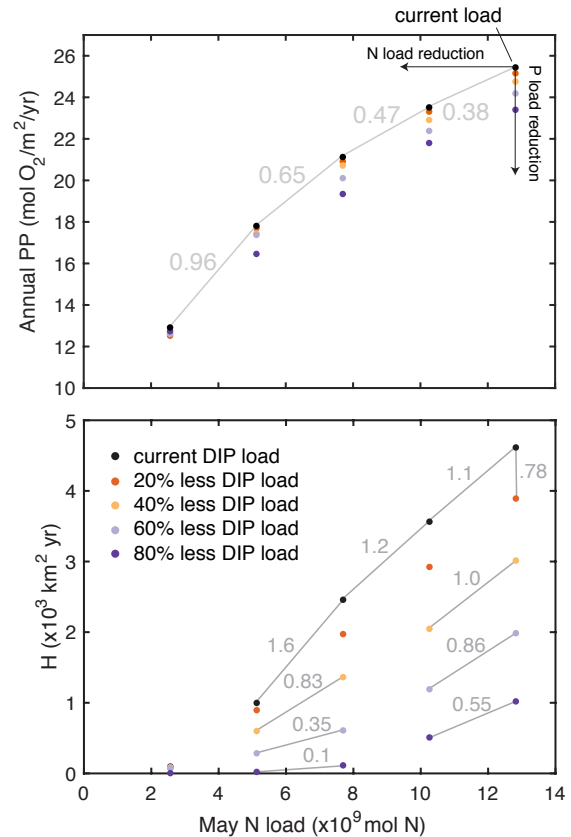 current load
N load reduction
P load reduction
Annual PP (mol O2/m2/yr)
26
24
22
20
18
16
14
12
10
0.96
0.65
0.47
0.38
H (x10³ km² yr)
5
4
3
2
1
0
current DIP load
20% less DIP load
40% less DIP load
60% less DIP load
80% less DIP load
1.1
.78
1.2
1.0
1.6
0.83
0.86
0.35
0.55
0.1
0 2 4 6 8 10 12 14
May N load (x10⁹ mol N)